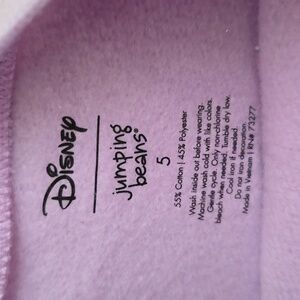 Disney
jumping
beans®
5
55% Cotton | 45% Polyester
Wash inside out before wearing.
Machine wash cold with like colors.
Gentle cycle. Only non-chlorine
bleach when needed. Tumble dry low.
Cool iron if needed.
Do not iron decoration.
Made in Vietnam | RN# 73277